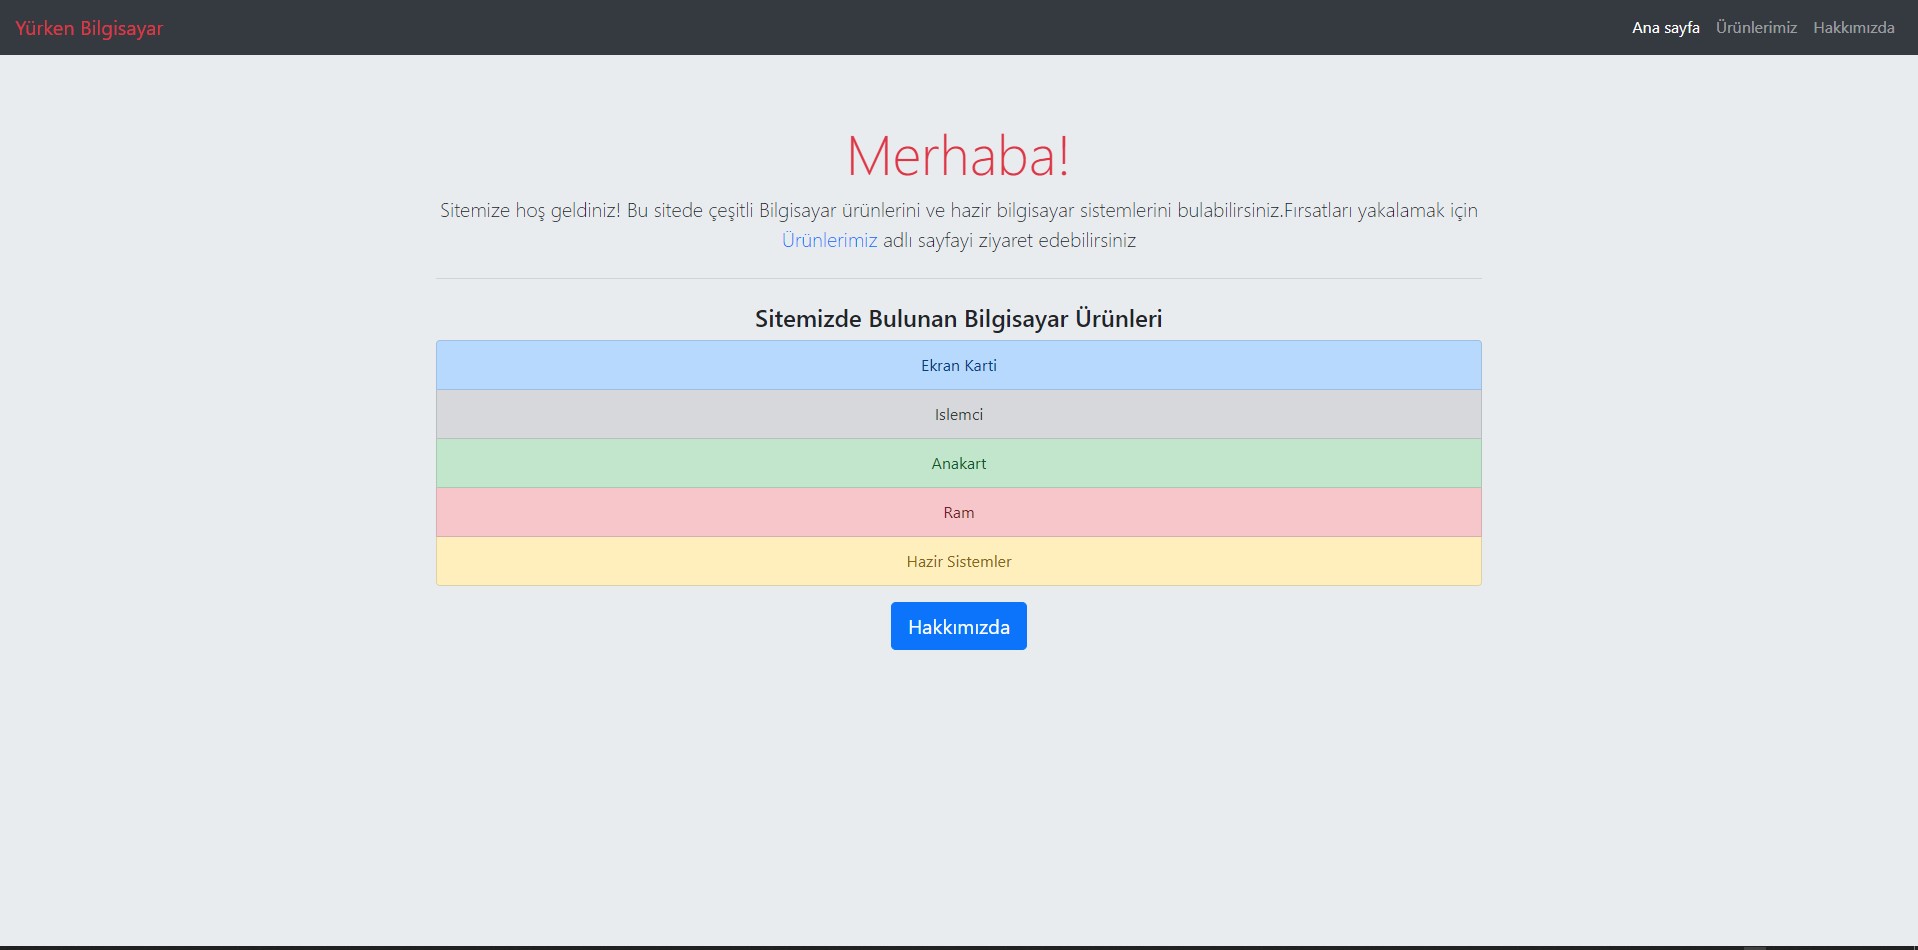 Yürken Bilgisayar
Ana sayfa Ürünlerimiz Hakkımızda
Merhaba!
Sitemize hoş geldiniz! Bu sitede çeşitli Bilgisayar ürünlerini ve hazir bilgisayar sistemlerini bulabilirsiniz.Fırsatları yakalamak için
Ürünlerimiz adlı sayfayi ziyaret edebilirsiniz
Sitemizde Bulunan Bilgisayar Ürünleri
Ekran Karti
Islemci
Anakart
Ram
Hazir Sistemler
Hakkımızda